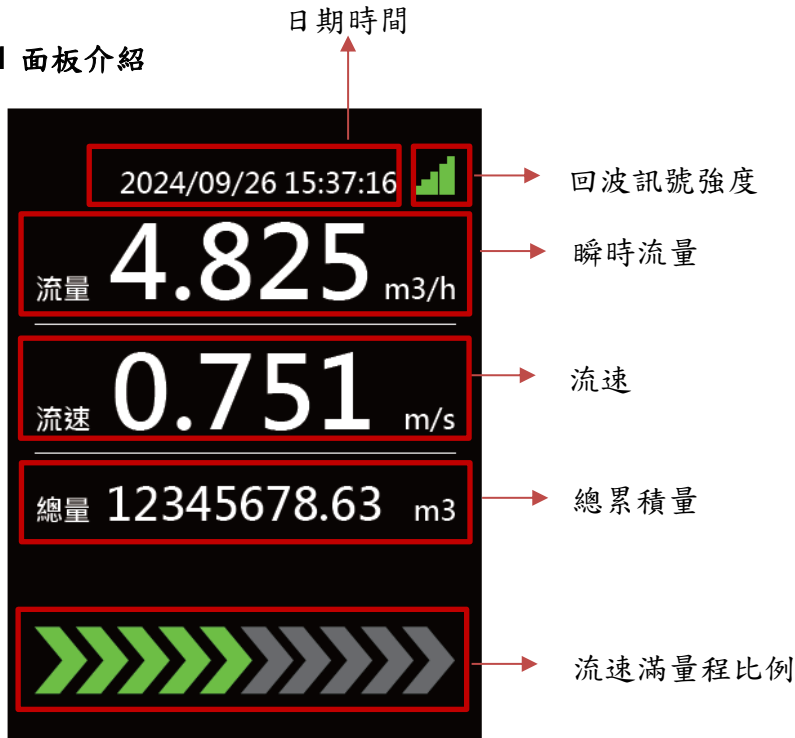 日期時間
面板介紹
2024/09/26 15:37:16
回波訊號強度
流量 4.825 m3/h
瞬時流量
流速 0.751 m/s
流速
總量 12345678.63 m3
總累積量
流速滿量程比例